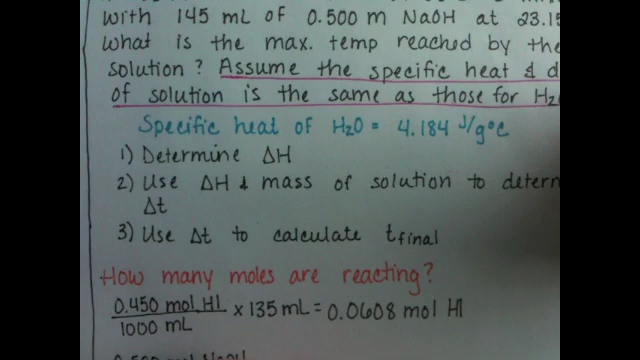 with 145 mL of 0.500 m NaOH at 23.15
what is the max. temp reached by the
solution? Assume the specific heat & d
of solution is the same as those for H2O
Specific heat of H2O = 4.184 J/g°C
1) Determine ΔH
2) Use ΔH & mass of solution to determ
Δt
3) Use Δt to calculate tfinal
How many moles are reacting?
0.450 mol HI
1000 mL
x 135 mL = 0.0608 mol HI